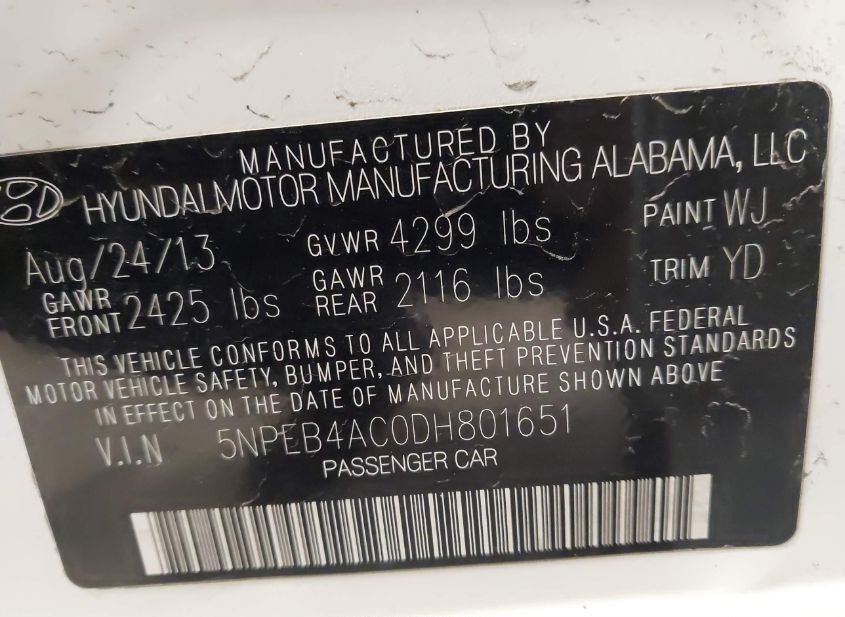 MANUFACTURED BY
HYUNDAI MOTOR MANUFACTURING ALABAMA, LLC
Aug/24/13 GVWR 4299 lbs PAINT WJ
GAWR FRONT 2425 lbs GAWR REAR 2116 lbs TRIM YD
THIS VEHICLE CONFORMS TO ALL APPLICABLE U.S.A. FEDERAL
MOTOR VEHICLE SAFETY, BUMPER, AND THEFT PREVENTION STANDARDS
IN EFFECT ON THE DATE OF MANUFACTURE SHOWN ABOVE
V.I.N 5NPEB4AC0DH801651
PASSENGER CAR